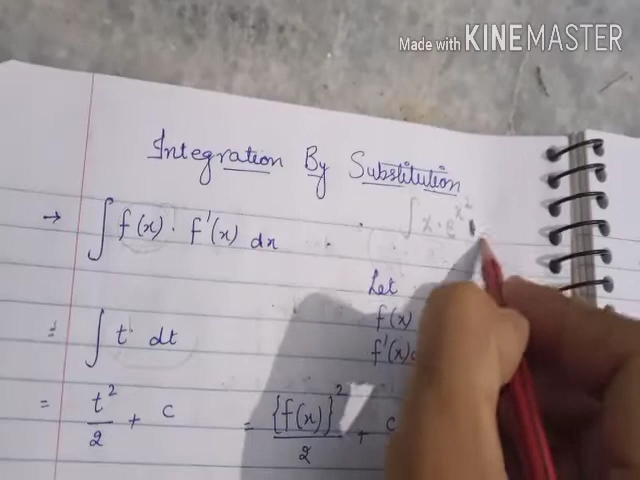 Made with KINEMASTER
Integration By Substitution
→ ∫ f(x) · f'(x) dx
∫ x · e^x²
Let
= ∫ t · dt
f(x)
f'(x)
= t²/2 + c = {f(x)}²/2 + c